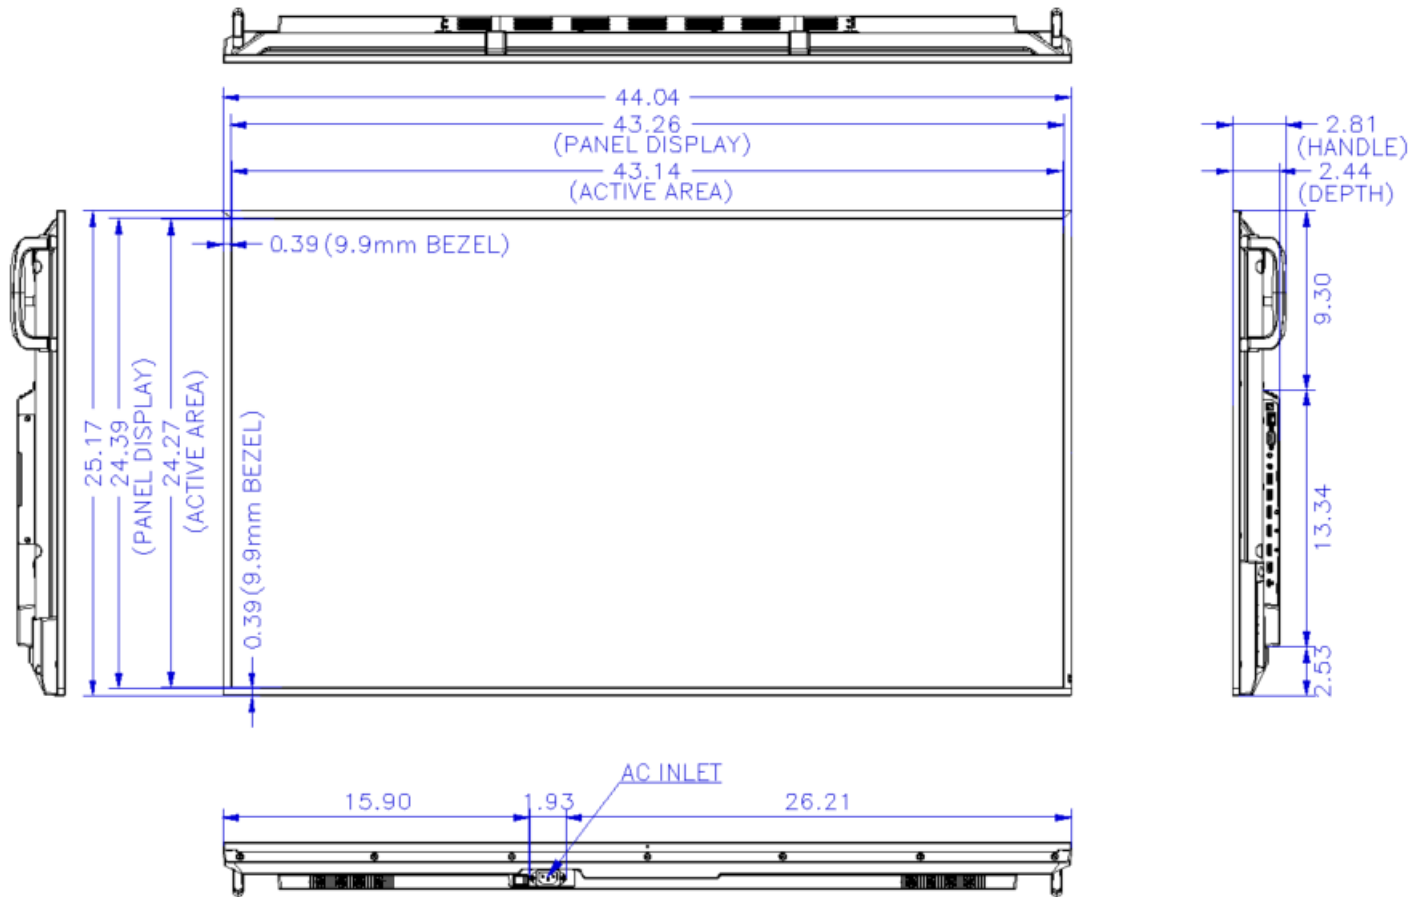 44.04
43.26
(PANEL DISPLAY)
43.14
(ACTIVE AREA)
2.81
(HANDLE)
2.44
(DEPTH)
0.39(9.9mm BEZEL)
25.17
24.39
(PANEL DISPLAY)
24.27
(ACTIVE AREA)
0.39(9.9mm BEZEL)
9.30
13.34
2.53
AC INLET
15.90
1.93
26.21